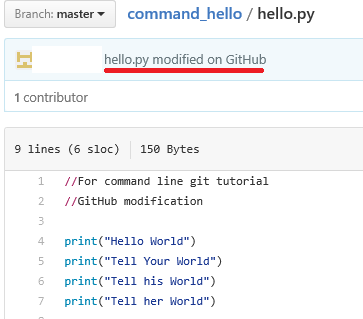 Branch: master command_hello / hello.py
hello.py modified on GitHub
1 contributor
9 lines (6 sloc) 150 Bytes
1 //For command line git tutorial
2 //GitHub modification
3
4 print("Hello World")
5 print("Tell Your World")
6 print("Tell his World")
7 print("Tell her World")